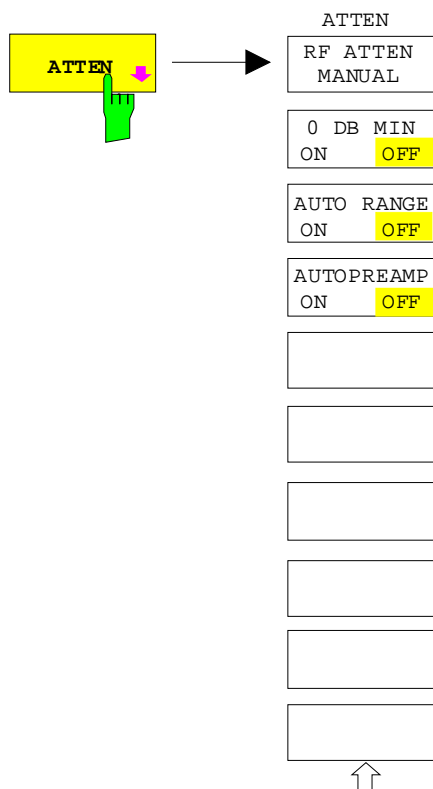 ATTEN
ATTEN
RF ATTEN
MANUAL
0 DB MIN
ON OFF
AUTO RANGE
ON OFF
AUTOPREAMP
ON OFF